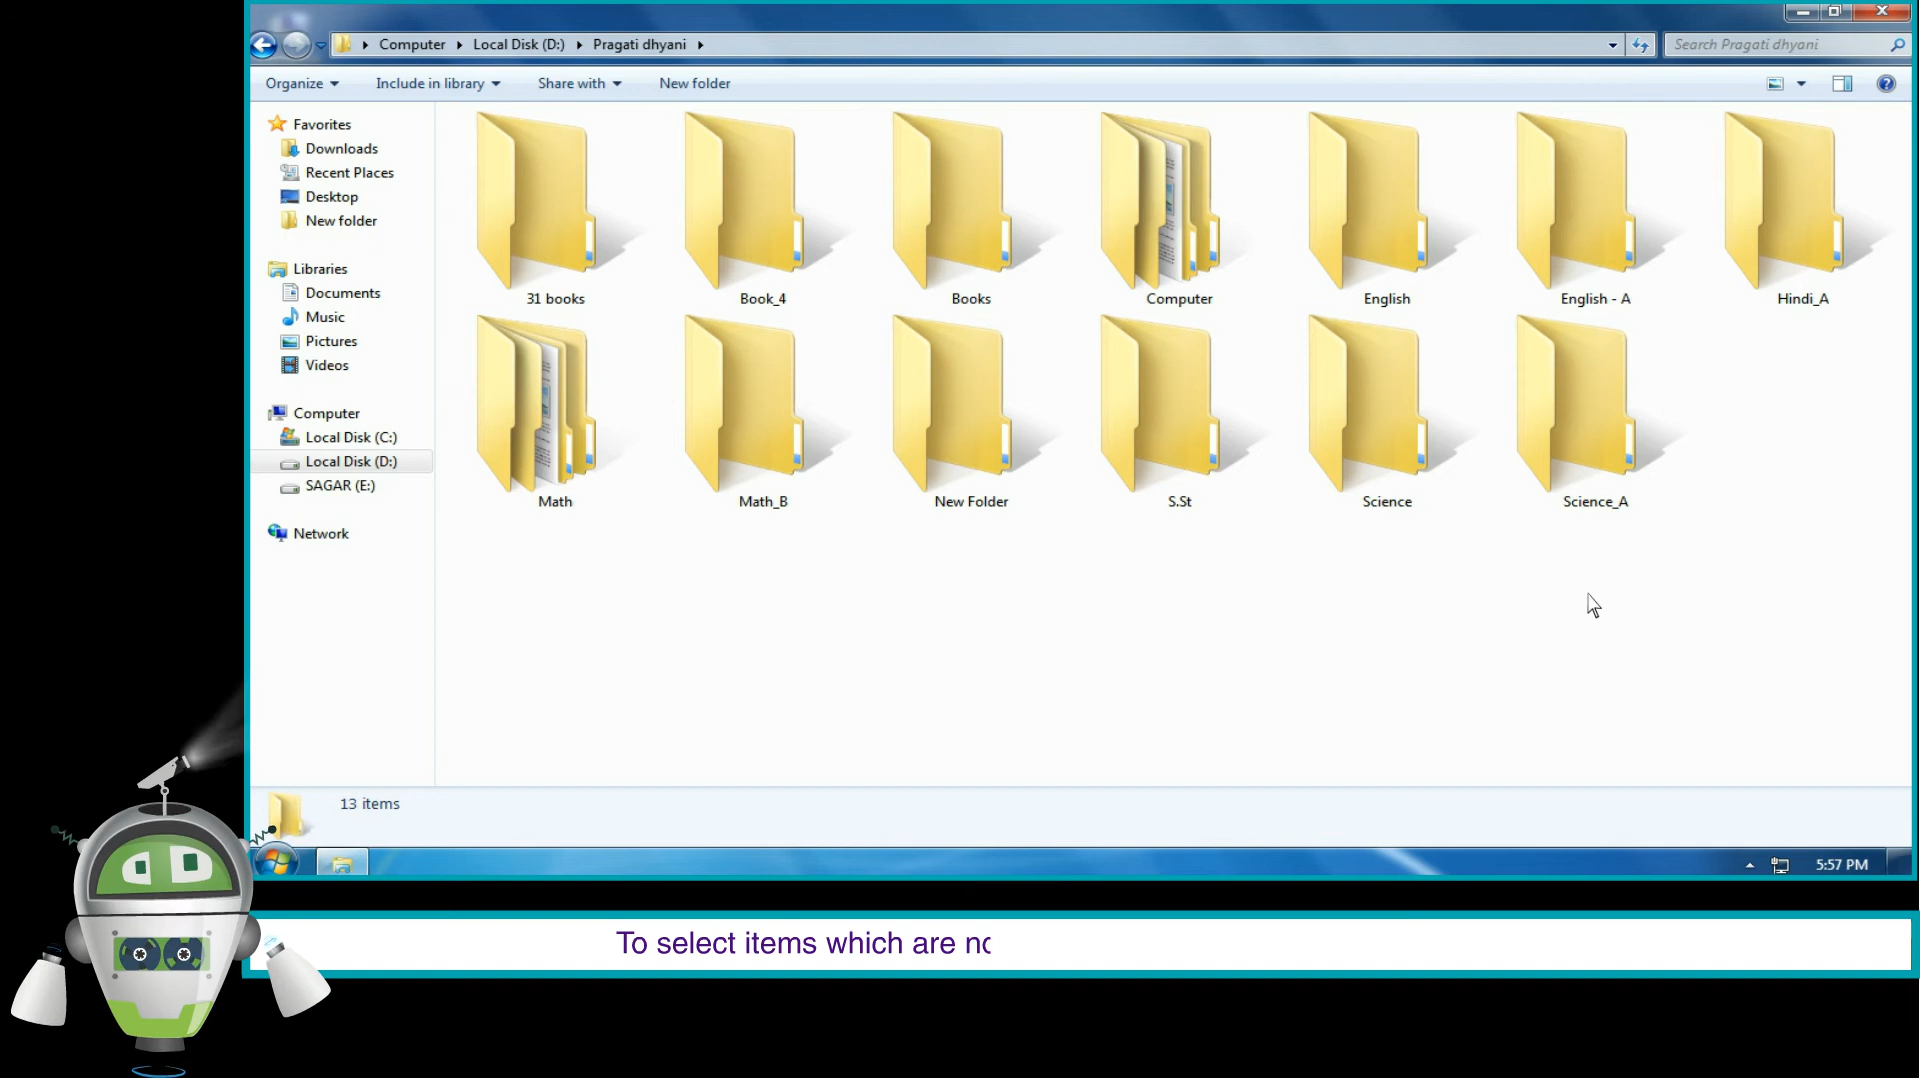 Computer Local Disk (D:) Pragati dhyani
Search Pragati dhyani
Organize Include in library Share with New folder
Favorites
Downloads
Recent Places
Desktop
New folder
Libraries
Documents
Music
Pictures
Videos
Computer
Local Disk (C:)
Local Disk (D:)
SAGAR (E:)
Network
31 books Book_4 Books Computer English English - A Hindi_A
Math Math_B New Folder S.St Science Science_A
13 items
5:57 PM
To select items which are no